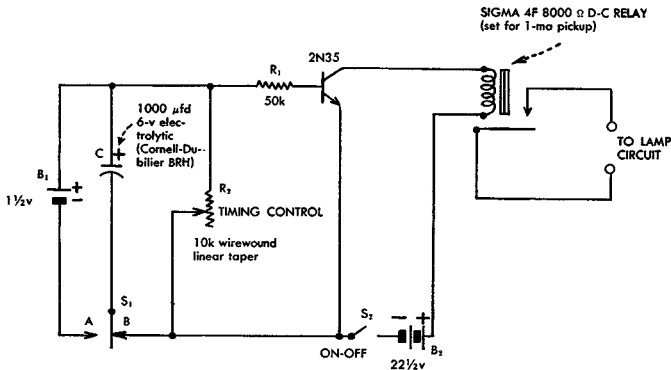 SIGMA 4F 8000 Ω D-C RELAY
(set for 1-ma pickup)
2N35
R₁
50k
1000 μfd
6-v elec-
trolytic
(Cornell-Du-
bilier BRH)
C +
B₁
+
1½v
-
R₂
TIMING CONTROL
10k wirewound
linear taper
TO LAMP
CIRCUIT
S₁
A B
S₂
ON-OFF
- +
B₂
22½v